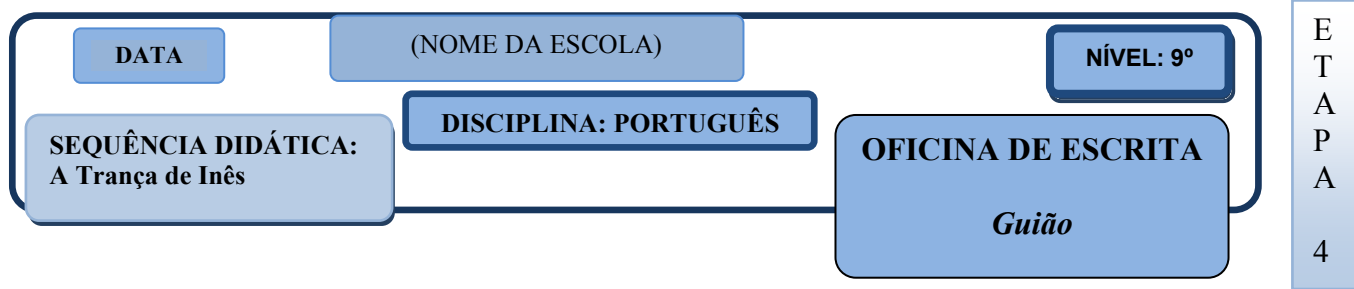 DATA
(NOME DA ESCOLA)
NÍVEL: 9º
DISCIPLINA: PORTUGUÊS
SEQUÊNCIA DIDÁTICA:
A Trança de Inês
OFICINA DE ESCRITA
Guião
E
T
A
P
A
4